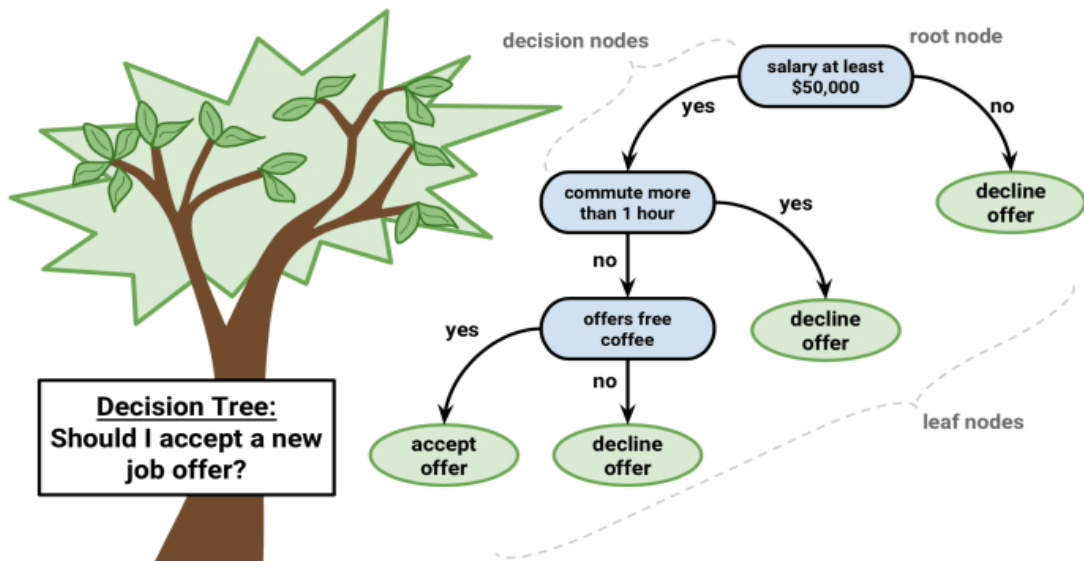 decision nodes
root node
salary at least
$50,000
yes
no
commute more
than 1 hour
yes
decline
offer
no
offers free
coffee
decline
offer
yes
no
accept
offer
decline
offer
leaf nodes
Decision Tree:
Should I accept a new
job offer?